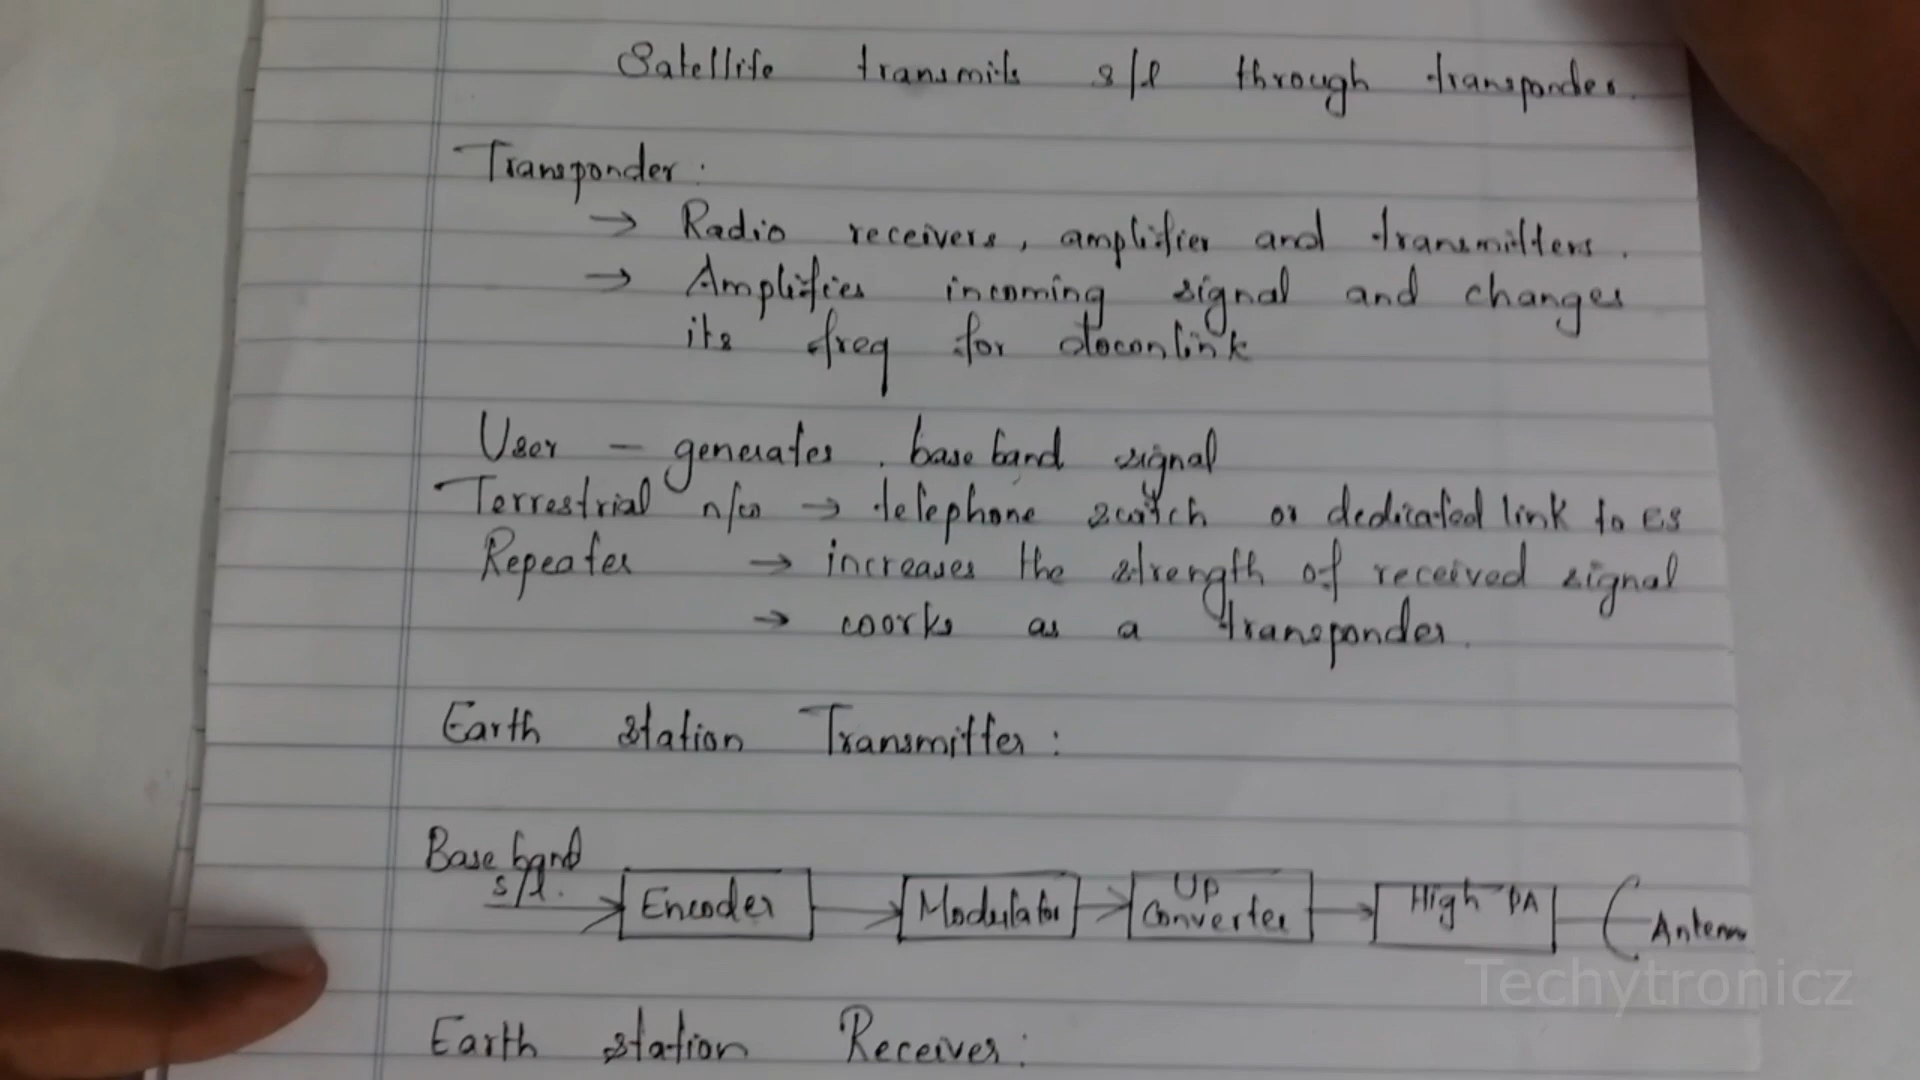 Satellite transmits s/l through transponder.
Transponder:
→ Radio receivers, amplifier and transmitters.
→ Amplifies incoming signal and changes
its freq for downlink
User – generates base band signal
Terrestrial n/w → telephone switch or dedicated link to ES
Repeater → increases the strength of received signal
→ works as a transponder.
Earth station Transmitter:
Base band
s/l.
Encoder
Modulator
Up
Converter
High PA
Antenna
Techytronicz
Earth station Receiver: